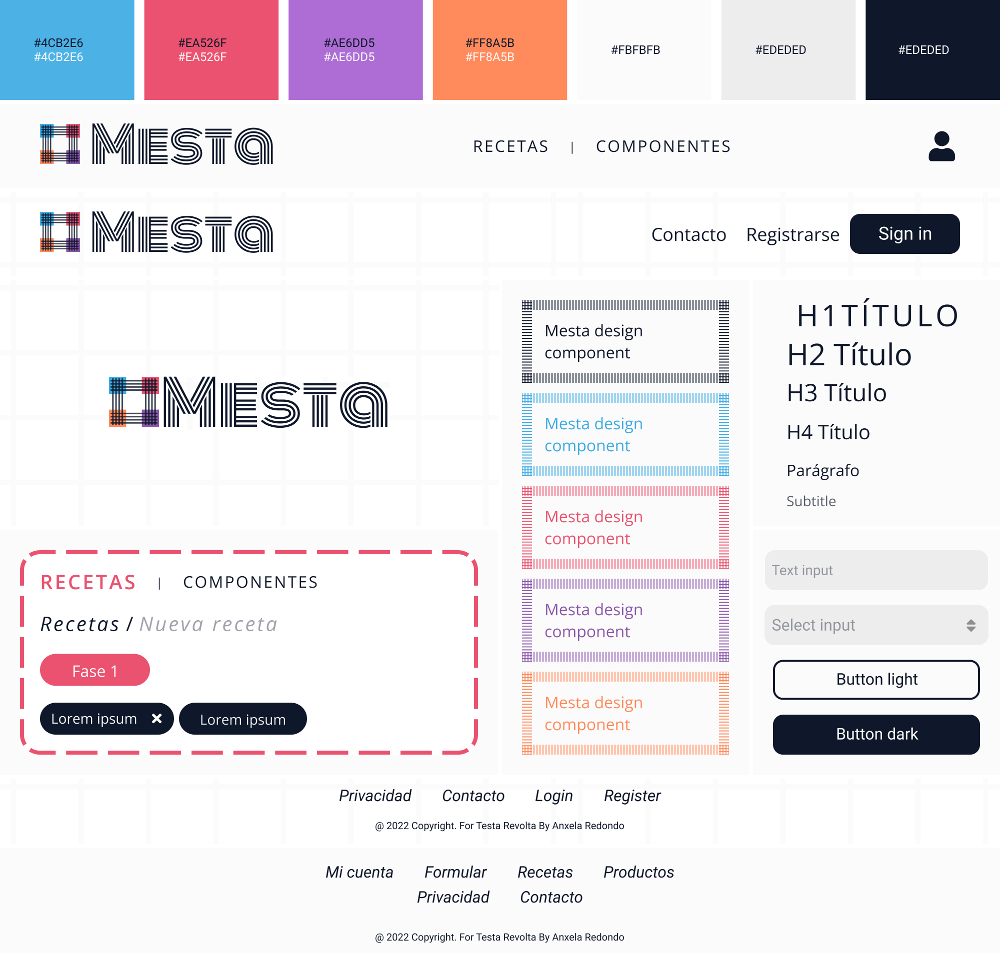 #4CB2E6
#4CB2E6
#EA526F
#EA526F
#AE6DD5
#AE6DD5
#FF8A5B
#FF8A5B
#FBFBFB
#EDEDED
#EDEDED
MESTA
RECETAS | COMPONENTES
MESTA
Contacto Registrarse Sign in
MESTA
Mesta design
component
Mesta design
component
Mesta design
component
Mesta design
component
Mesta design
component
H1TÍTULO
H2 Título
H3 Título
H4 Título
Parágrafo
Subtitle
RECETAS | COMPONENTES
Recetas / Nueva receta
Fase 1
Lorem ipsum Lorem ipsum
Text input
Select input
Button light
Button dark
Privacidad Contacto Login Register
@ 2022 Copyright. For Testa Revolta By Anxela Redondo
Mi cuenta Formular Recetas Productos
Privacidad Contacto
@ 2022 Copyright. For Testa Revolta By Anxela Redondo